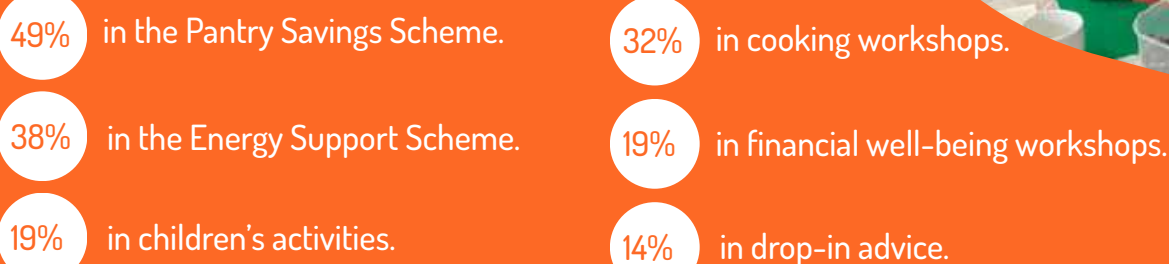 49% in the Pantry Savings Scheme.
38% in the Energy Support Scheme.
19% in children's activities.
32% in cooking workshops.
19% in financial well-being workshops.
14% in drop-in advice.